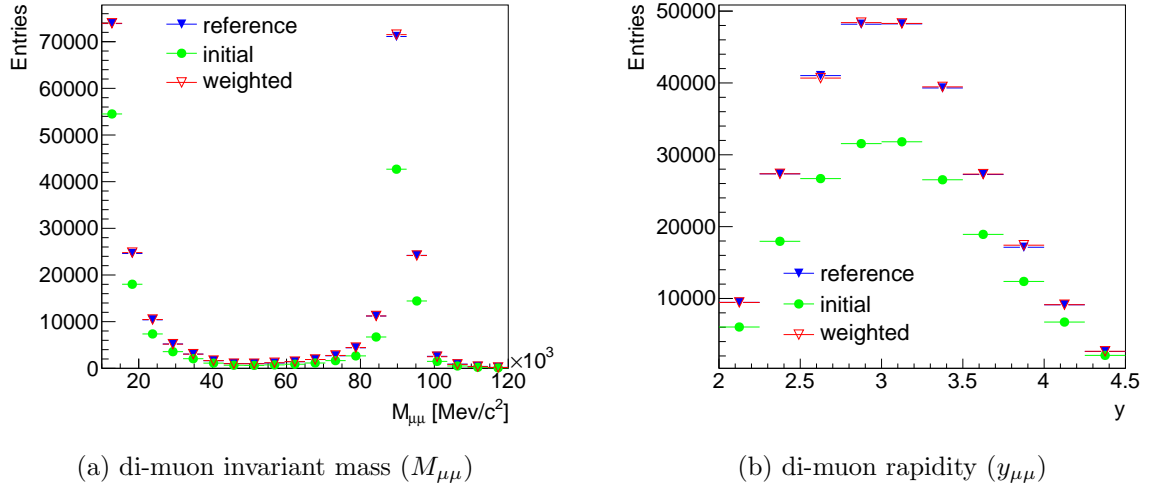 Entries
70000
60000
50000
40000
30000
20000
10000
0
reference
initial
weighted
20 40 60 80 100 120
×10³
M_μμ [Mev/c²]
(a) di-muon invariant mass (M_μμ)
Entries
50000
40000
30000
20000
10000
reference
initial
weighted
2 2.5 3 3.5 4 4.5
y
(b) di-muon rapidity (y_μμ)